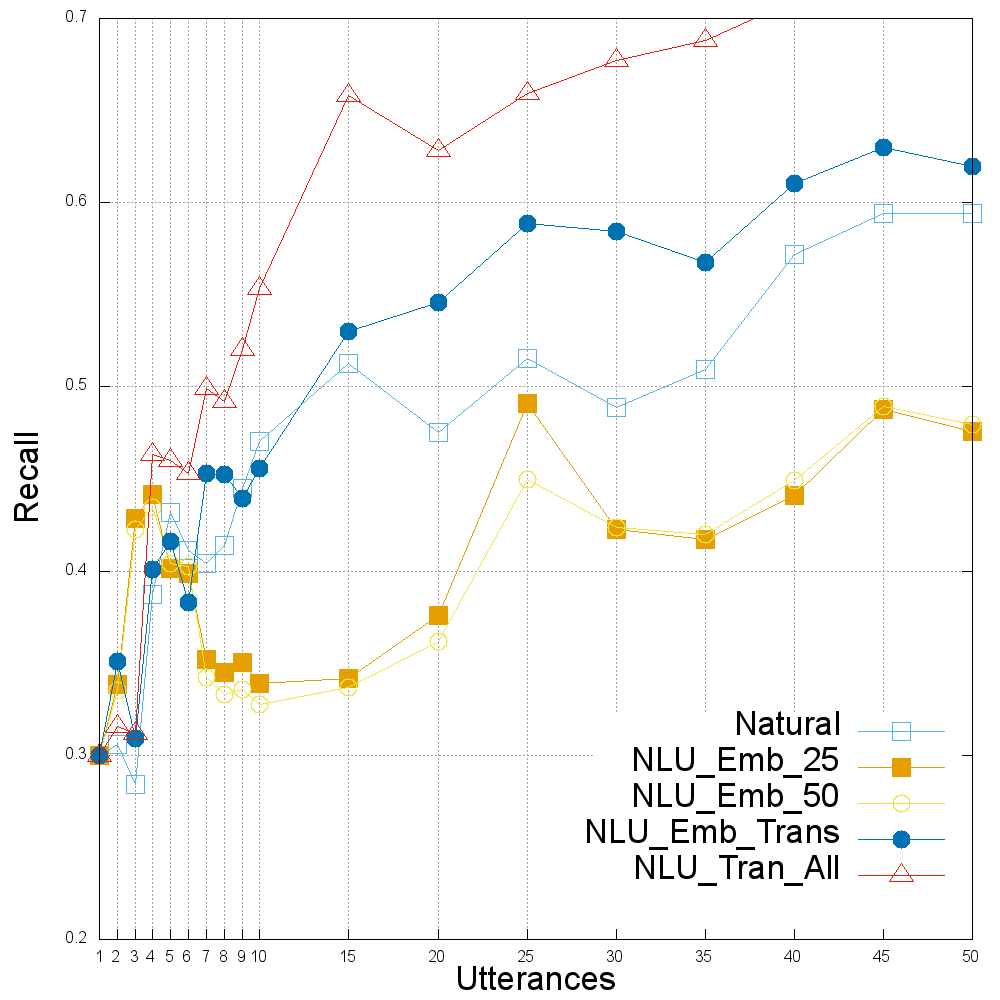 0.7
0.6
0.5
0.4
0.3
0.2
Recall
Natural
NLU_Emb_25
NLU_Emb_50
NLU_Emb_Trans
NLU_Tran_All
1 2 3 4 5 6 7 8 9 10 15 20 25 30 35 40 45 50
Utterances